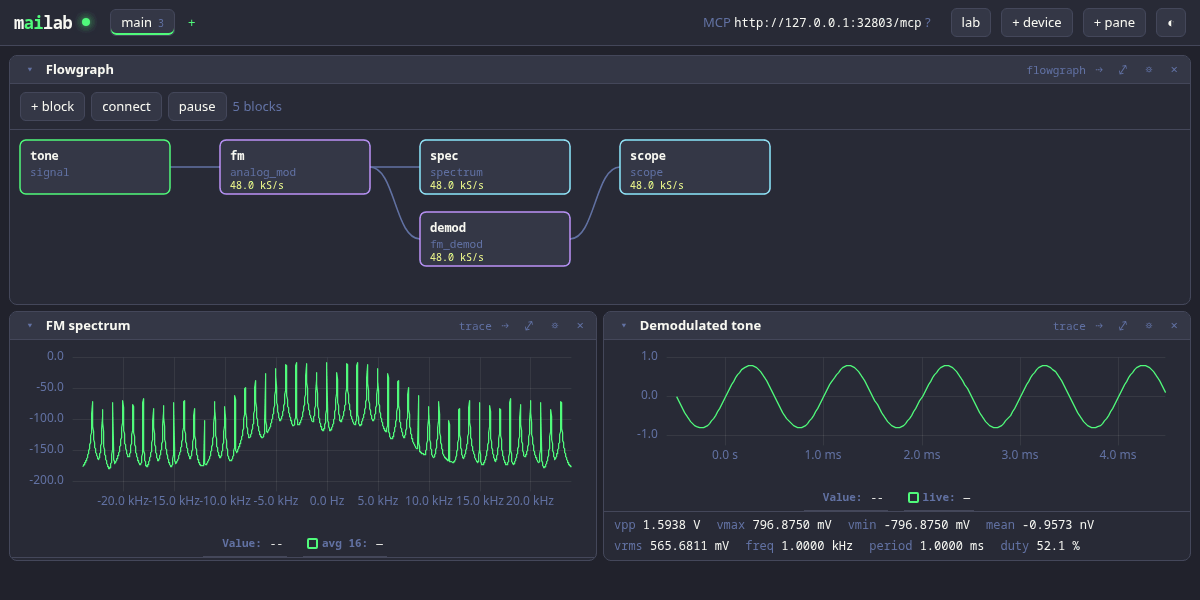 mailab main 3 + MCP http://127.0.0.1:32803/mcp ? lab + device + pane
Flowgraph flowgraph
+ block connect pause 5 blocks
tone
signal
fm
analog_mod
48.0 kS/s
spec
spectrum
48.0 kS/s
scope
scope
48.0 kS/s
demod
fm_demod
48.0 kS/s
FM spectrum trace
0.0
-50.0
-100.0
-150.0
-200.0
-20.0 kHz -15.0 kHz -10.0 kHz -5.0 kHz 0.0 Hz 5.0 kHz 10.0 kHz 15.0 kHz 20.0 kHz
Value: -- avg 16: —
Demodulated tone trace
1.0
0.0
-1.0
0.0 s 1.0 ms 2.0 ms 3.0 ms 4.0 ms
Value: -- live: —
vpp 1.5938 V vmax 796.8750 mV vmin -796.8750 mV mean -0.9573 nV
vrms 565.6811 mV freq 1.0000 kHz period 1.0000 ms duty 52.1 %